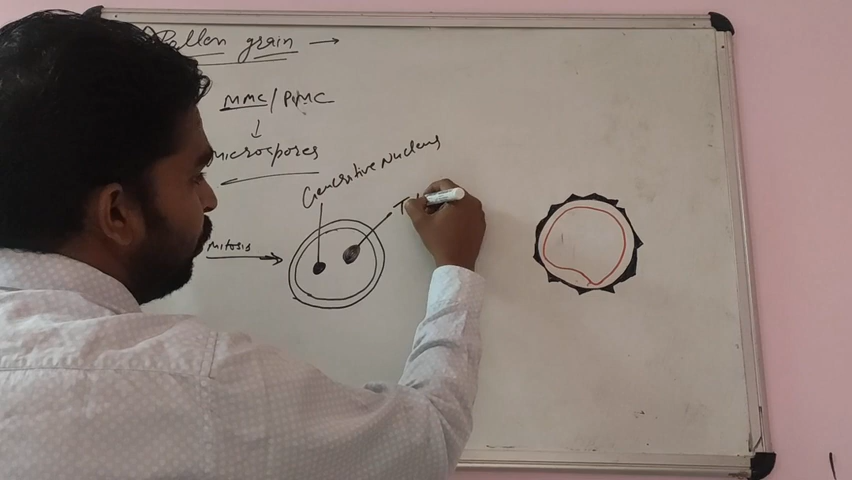 Pollen grain →
MMC/PMC
↓
Microspores
Generative Nucleus
T
Mitosis